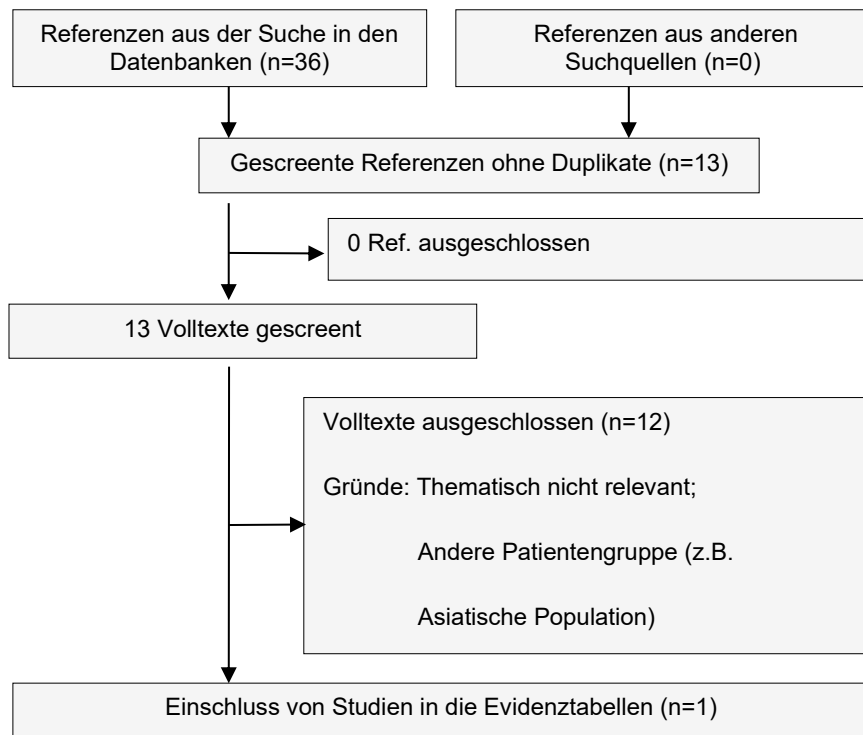 Referenzen aus der Suche in den
Datenbanken (n=36)
Referenzen aus anderen
Suchquellen (n=0)
Gescreente Referenzen ohne Duplikate (n=13)
0 Ref. ausgeschlossen
13 Volltexte gescreent
Volltexte ausgeschlossen (n=12)
Gründe: Thematisch nicht relevant;
Andere Patientengruppe (z.B.
Asiatische Population)
Einschluss von Studien in die Evidenztabellen (n=1)